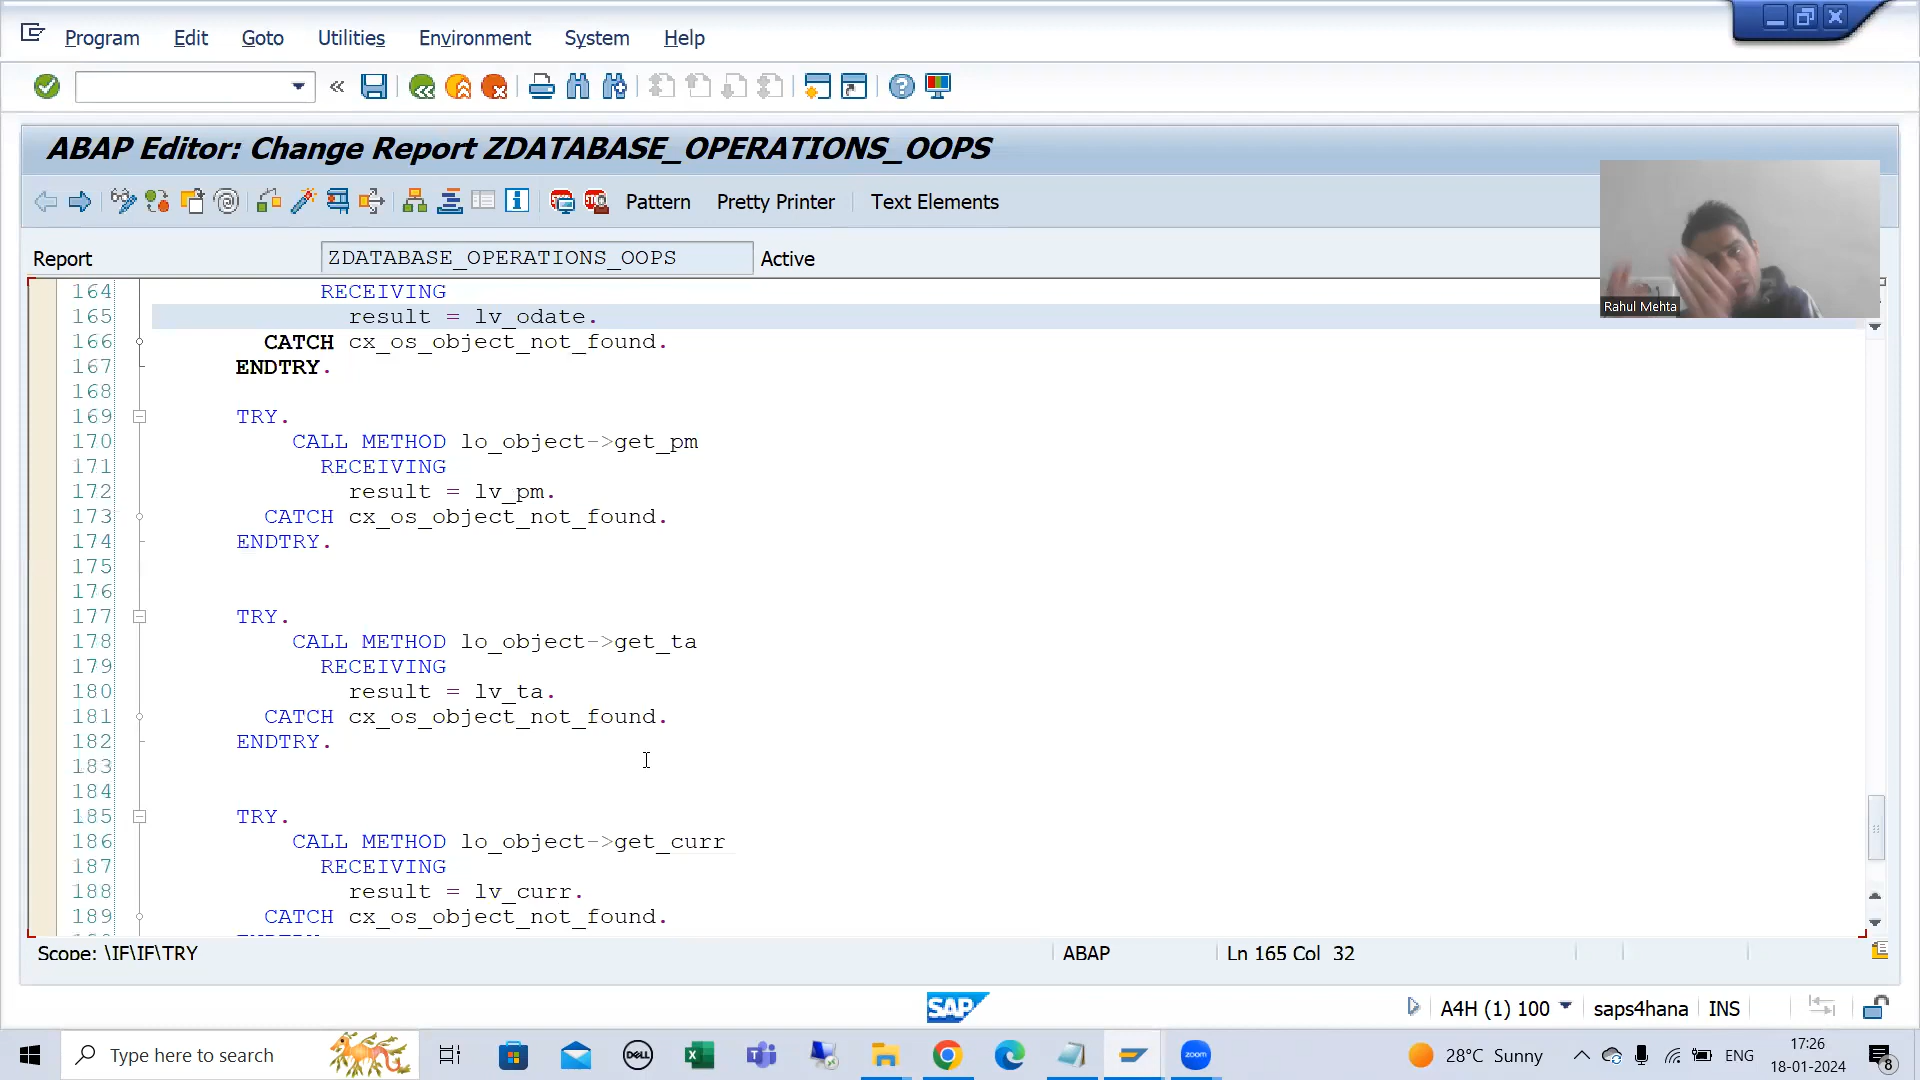 Program Edit Goto Utilities Environment System Help
ABAP Editor: Change Report ZDATABASE_OPERATIONS_OOPS
Pattern Pretty Printer Text Elements
Report ZDATABASE_OPERATIONS_OOPS Active
Rahul Mehta
164 RECEIVING
165 result = lv_odate.
166 CATCH cx_os_object_not_found.
167 ENDTRY.
168
169 TRY.
170 CALL METHOD lo_object->get_pm
171 RECEIVING
172 result = lv_pm.
173 CATCH cx_os_object_not_found.
174 ENDTRY.
175
176
177 TRY.
178 CALL METHOD lo_object->get_ta
179 RECEIVING
180 result = lv_ta.
181 CATCH cx_os_object_not_found.
182 ENDTRY.
183
184
185 TRY.
186 CALL METHOD lo_object->get_curr
187 RECEIVING
188 result = lv_curr.
189 CATCH cx_os_object_not_found.
Scope: \IF\IF\TRY ABAP Ln 165 Col 32
SAP A4H (1) 100 saps4hana INS
Type here to search DELL zoom 28°C Sunny ENG 17:26
18-01-2024 8